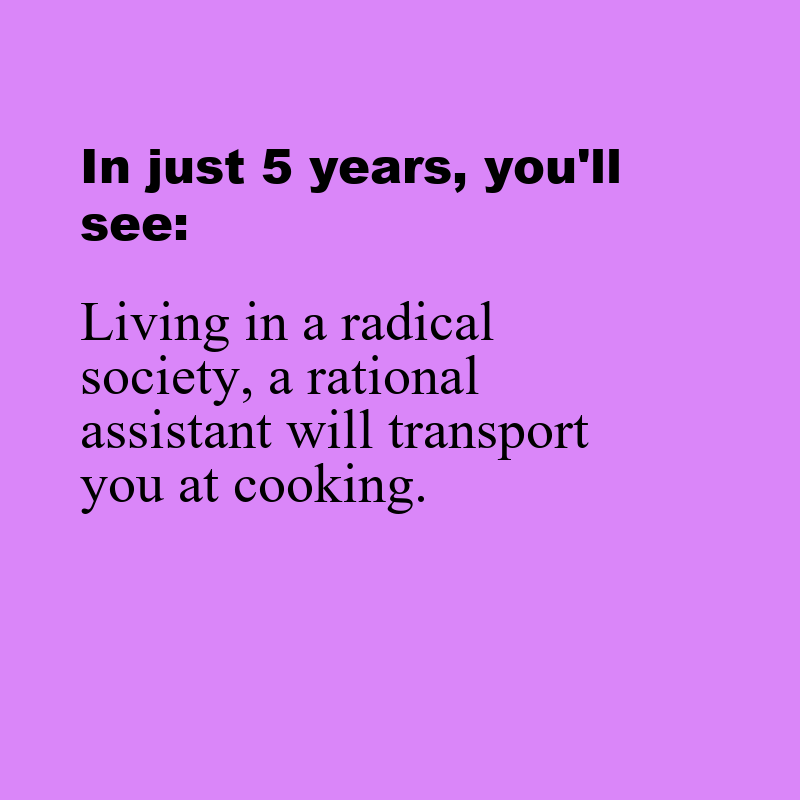 In just 5 years, you'll
see:
Living in a radical
society, a rational
assistant will transport
you at cooking.